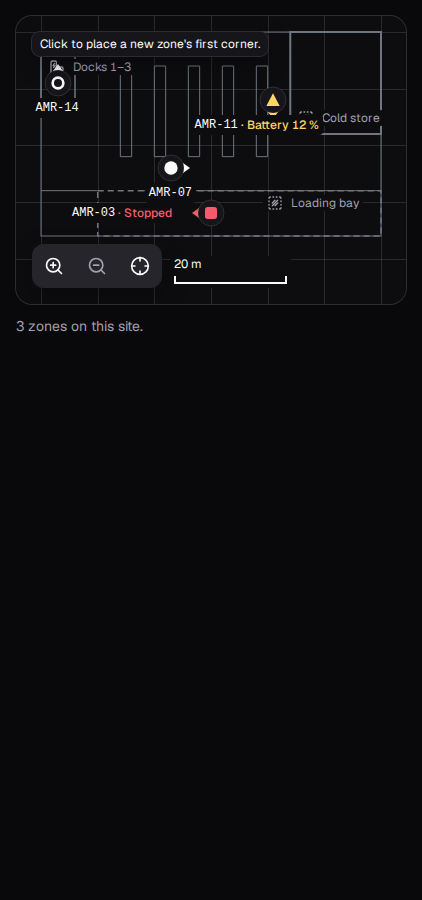 Click to place a new zone's first corner.
Docks 1–3
AMR-14
AMR-11 · Battery 12 %
Cold store
AMR-07
Loading bay
AMR-03 · Stopped
20 m
3 zones on this site.